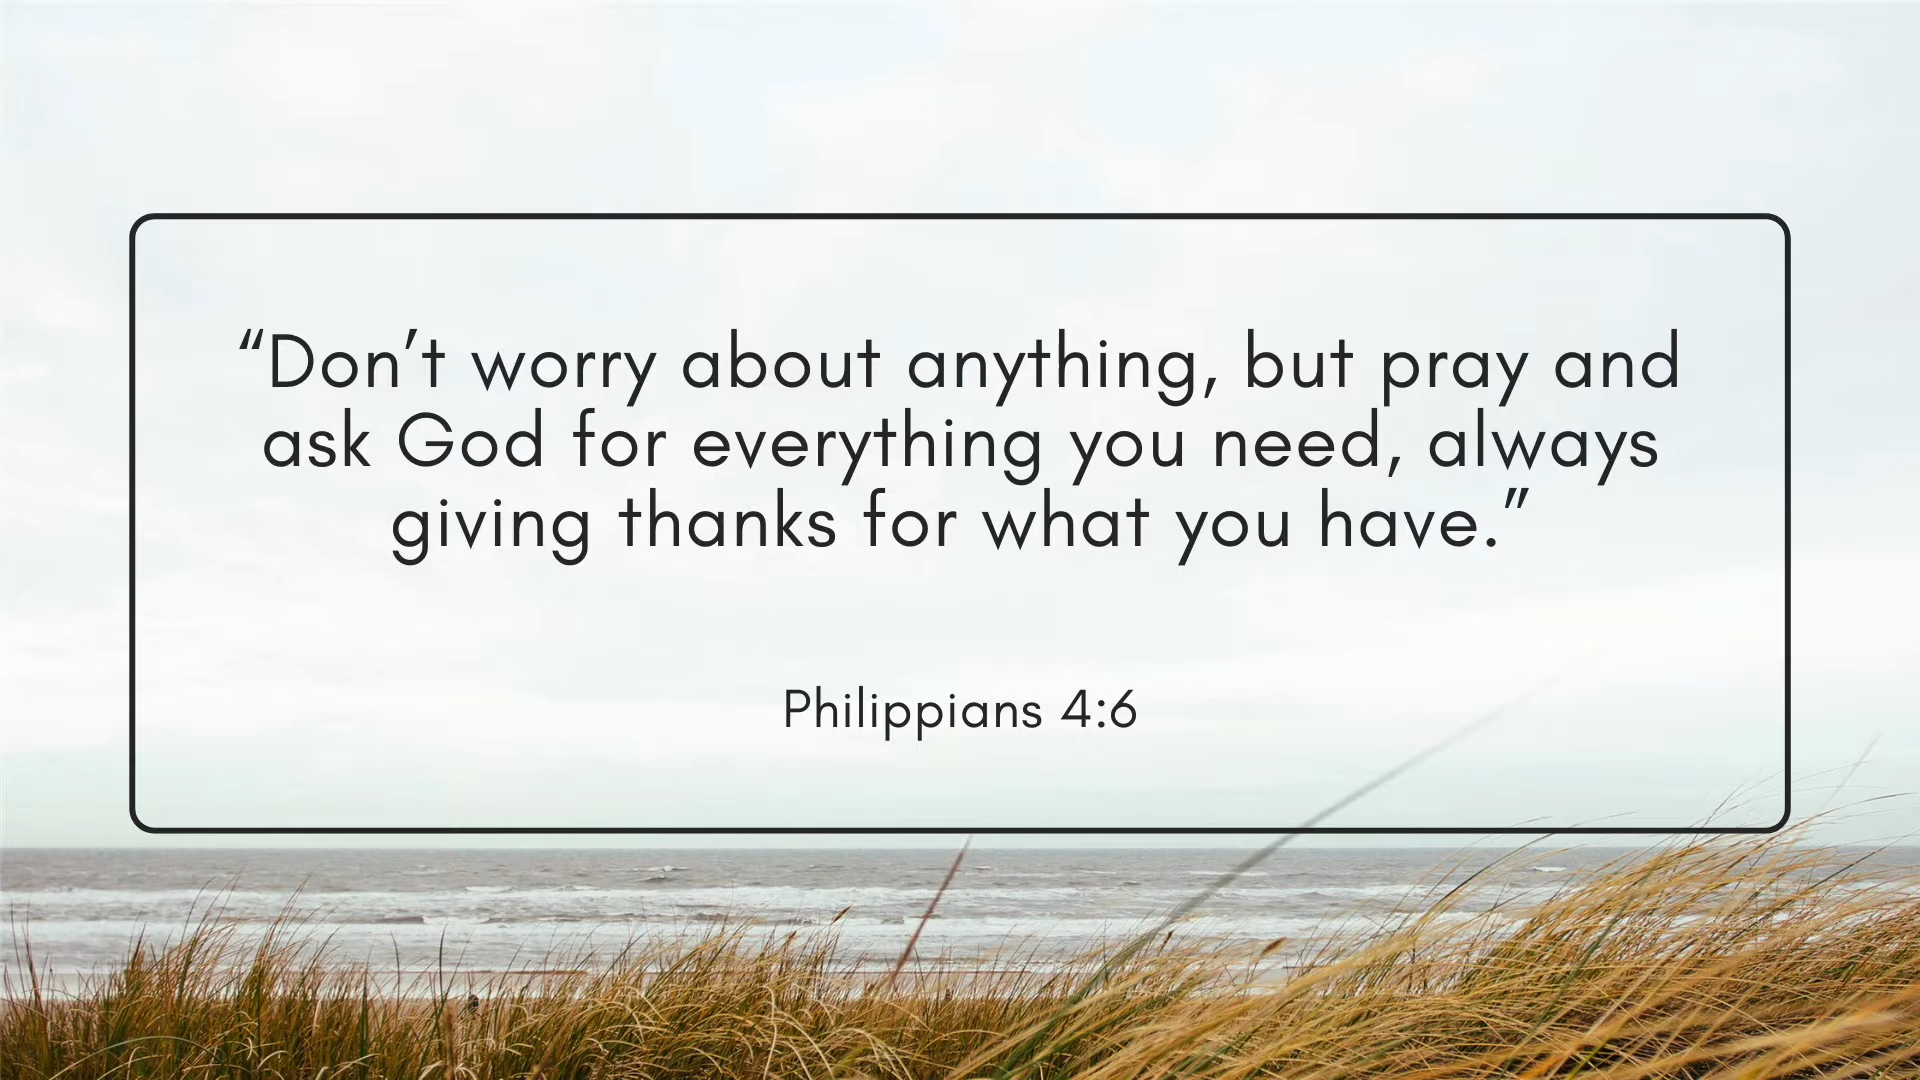 “Don’t worry about anything, but pray and
ask God for everything you need, always
giving thanks for what you have.”
Philippians 4:6